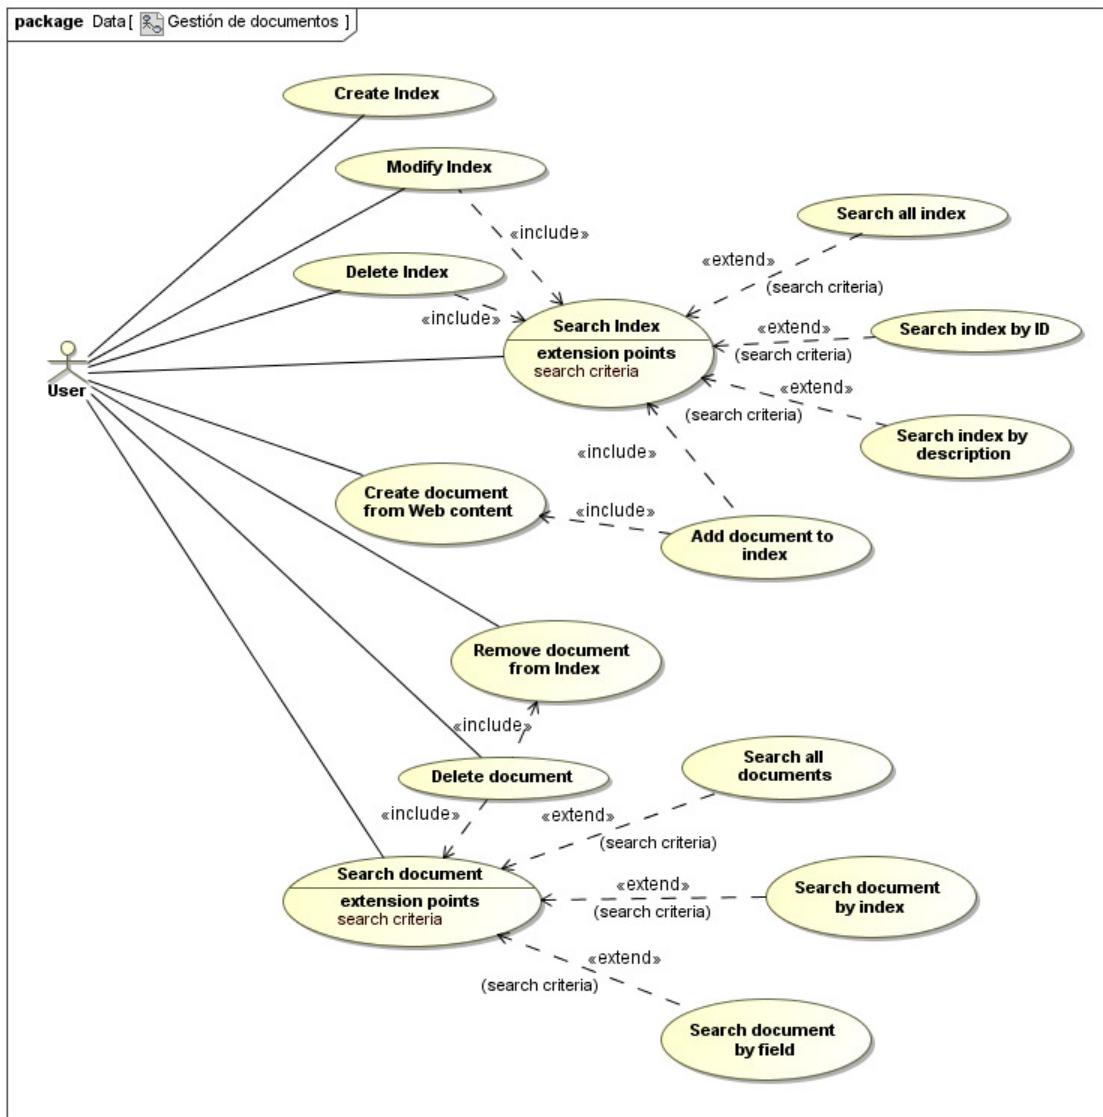 package Data [ Gestión de documentos ]
Create Index
Modify Index
Search all index
«include»
«extend»
Delete Index
(search criteria)
«include»
Search Index
«extend»
Search index by ID
extension points
(search criteria)
search criteria
User
«extend»
(search criteria)
Search index by
description
«include»
Create document
from Web content
«include»
Add document to
index
Remove document
from Index
«include»
Search all
documents
Delete document
«include»
«extend»
(search criteria)
Search document
extension points
search criteria
«extend»
(search criteria)
Search document
by index
«extend»
(search criteria)
Search document
by field